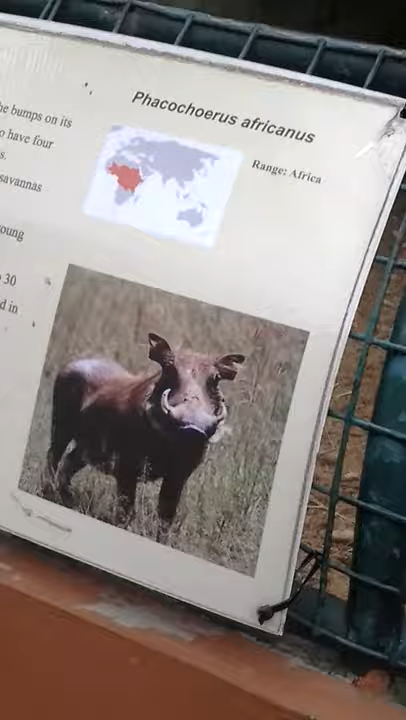 Phacochoerus africanus
Range: Africa
he bumps on its
o have four
s.
savannas
oung
30
d in